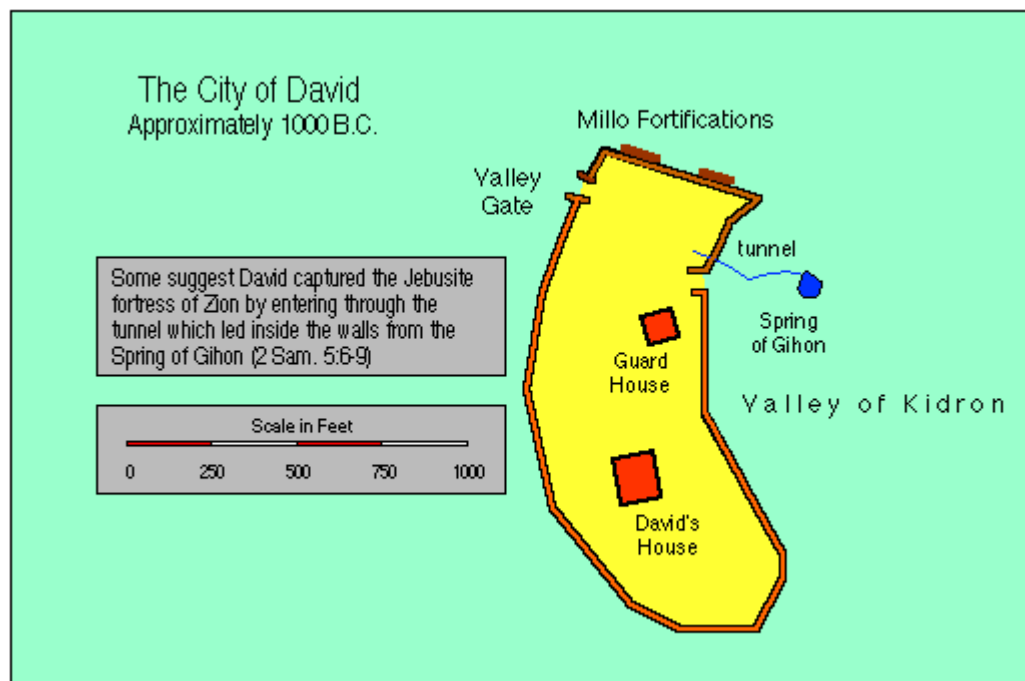 The City of David
Approximately 1000 B.C.
Millo Fortifications
Valley
Gate
tunnel
Some suggest David captured the Jebusite
fortress of Zion by entering through the
tunnel which led inside the walls from the
Spring of Gihon (2 Sam. 5:6-9)
Spring
of Gihon
Guard
House
Valley of Kidron
Scale in Feet
0 250 500 750 1000
David's
House